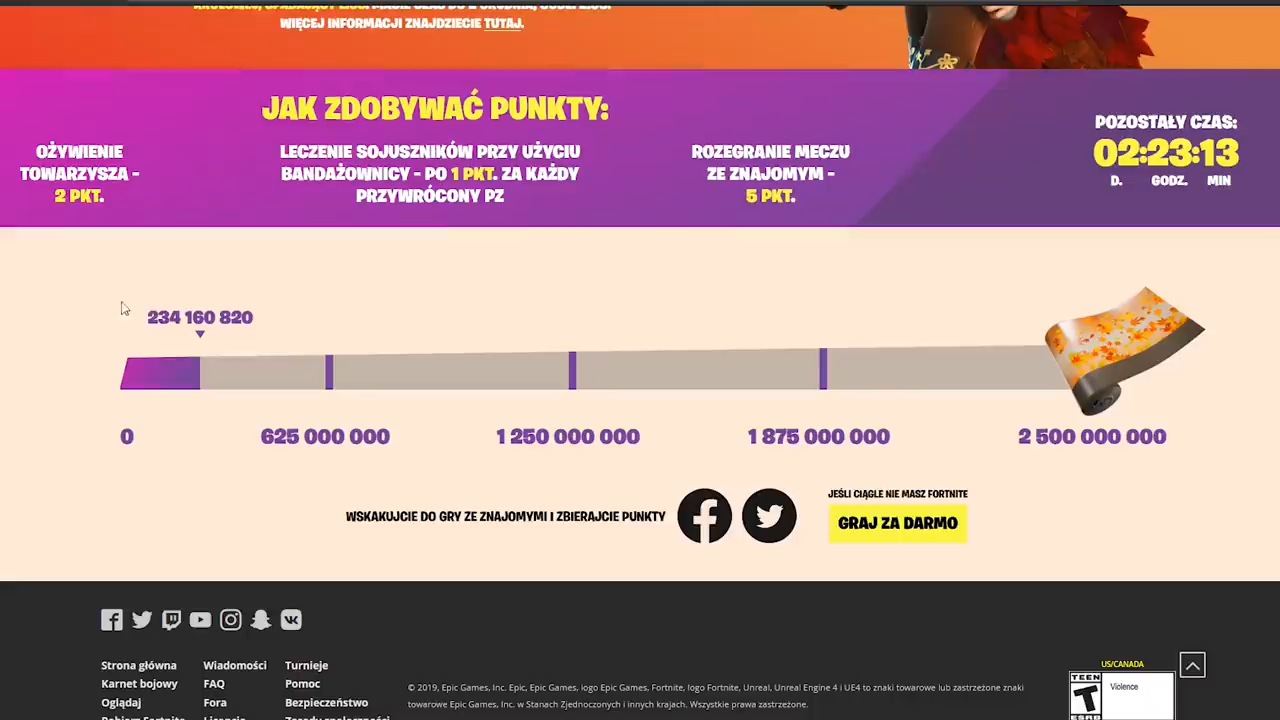 WIĘCEJ INFORMACJI ZNAJDZIECIE TUTAJ.
JAK ZDOBYWAĆ PUNKTY:
OŻYWIENIE
TOWARZYSZA -
2 PKT.
LECZENIE SOJUSZNIKÓW PRZY UŻYCIU
BANDAŻOWNICY - PO 1 PKT. ZA KAŻDY
PRZYWRÓCONY PZ
ROZEGRANIE MECZU
ZE ZNAJOMYM -
5 PKT.
POZOSTAŁY CZAS:
02:23:13
D. GODZ. MIN
234 160 820
0 625 000 000 1 250 000 000 1 875 000 000 2 500 000 000
WSKAKUJCIE DO GRY ZE ZNAJOMYMI I ZBIERAJCIE PUNKTY
JEŚLI CIĄGLE NIE MASZ FORTNITE
GRAJ ZA DARMO
Strona główna Wiadomości Turnieje
Karnet bojowy FAQ Pomoc
Oglądaj Fora Bezpieczeństwo
© 2019, Epic Games, Inc. Epic, Epic Games, logo Epic Games, Fortnite, logo Fortnite, Unreal, Unreal Engine 4 i UE4 to znaki towarowe lub zastrzeżone znaki
towarowe Epic Games, Inc. w Stanach Zjednoczonych i innych krajach. Wszystkie prawa zastrzeżone.
US/CANADA
TEEN
T
Violence